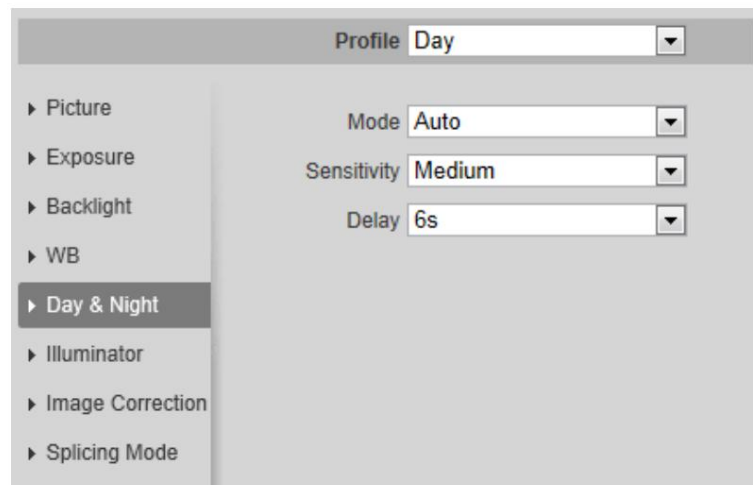 Profile Day
Picture
Mode Auto
Exposure
Sensitivity Medium
Backlight
Delay 6s
WB
Day & Night
Illuminator
Image Correction
Splicing Mode